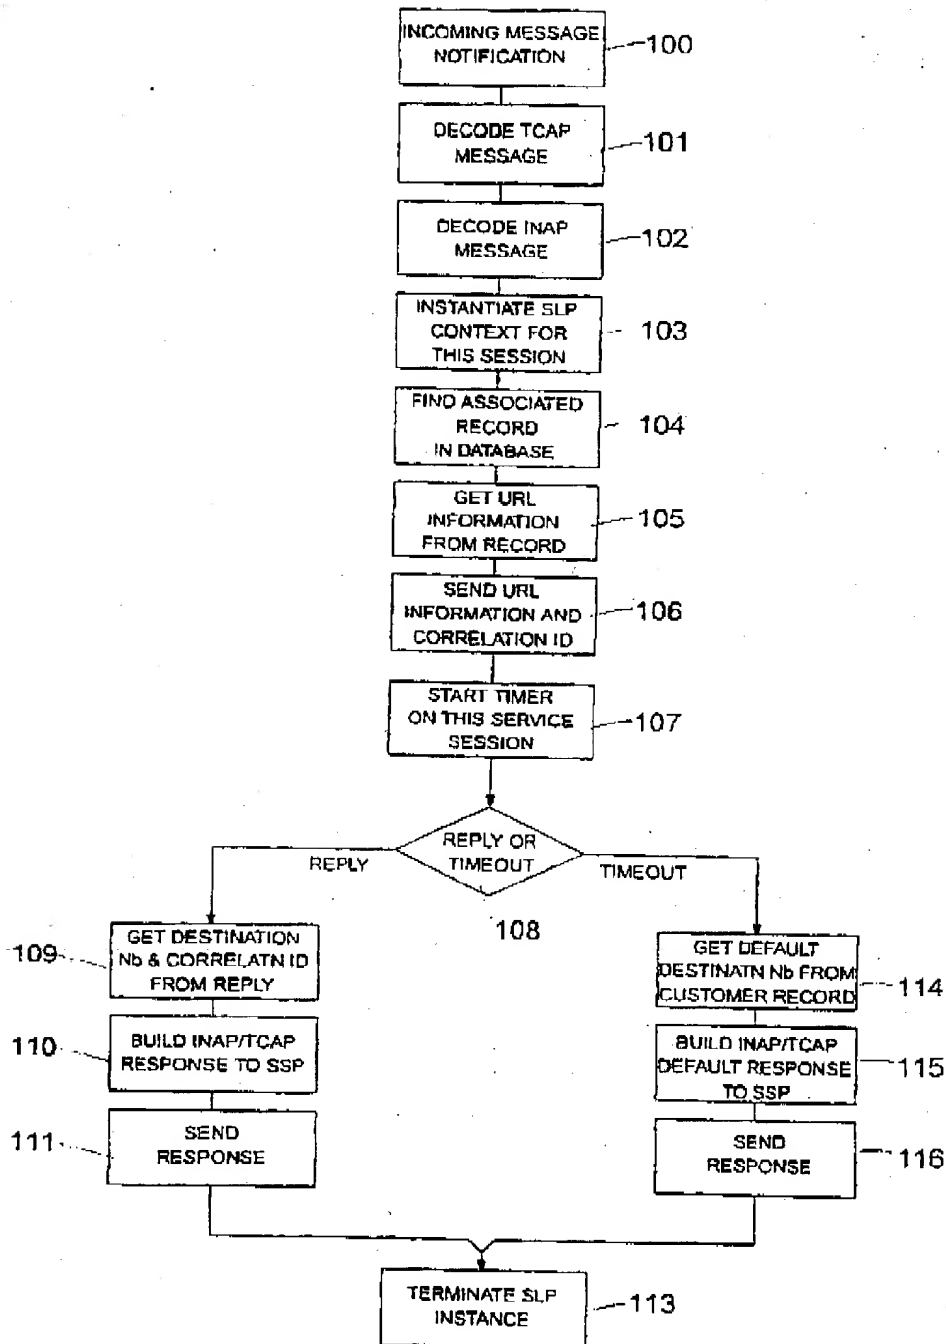 INCOMING MESSAGE
NOTIFICATION
100
DECODE TCAP
MESSAGE
101
DECODE INAP
MESSAGE
102
INSTANTIATE SLP
CONTEXT FOR
THIS SESSION
103
FIND ASSOCIATED
RECORD
IN DATABASE
104
GET URL
INFORMATION
FROM RECORD
105
SEND URL
INFORMATION AND
CORRELATION ID
106
START TIMER
ON THIS SERVICE
SESSION
107
REPLY OR
TIMEOUT
108
REPLY
TIMEOUT
109
GET DESTINATION
Nb & CORRELATN ID
FROM REPLY
110
BUILD INAP/TCAP
RESPONSE TO SSP
111
SEND
RESPONSE
GET DEFAULT
DESTINATN Nb FROM
CUSTOMER RECORD
114
BUILD INAP/TCAP
DEFAULT RESPONSE
TO SSP
115
SEND
RESPONSE
116
TERMINATE SLP
INSTANCE
113